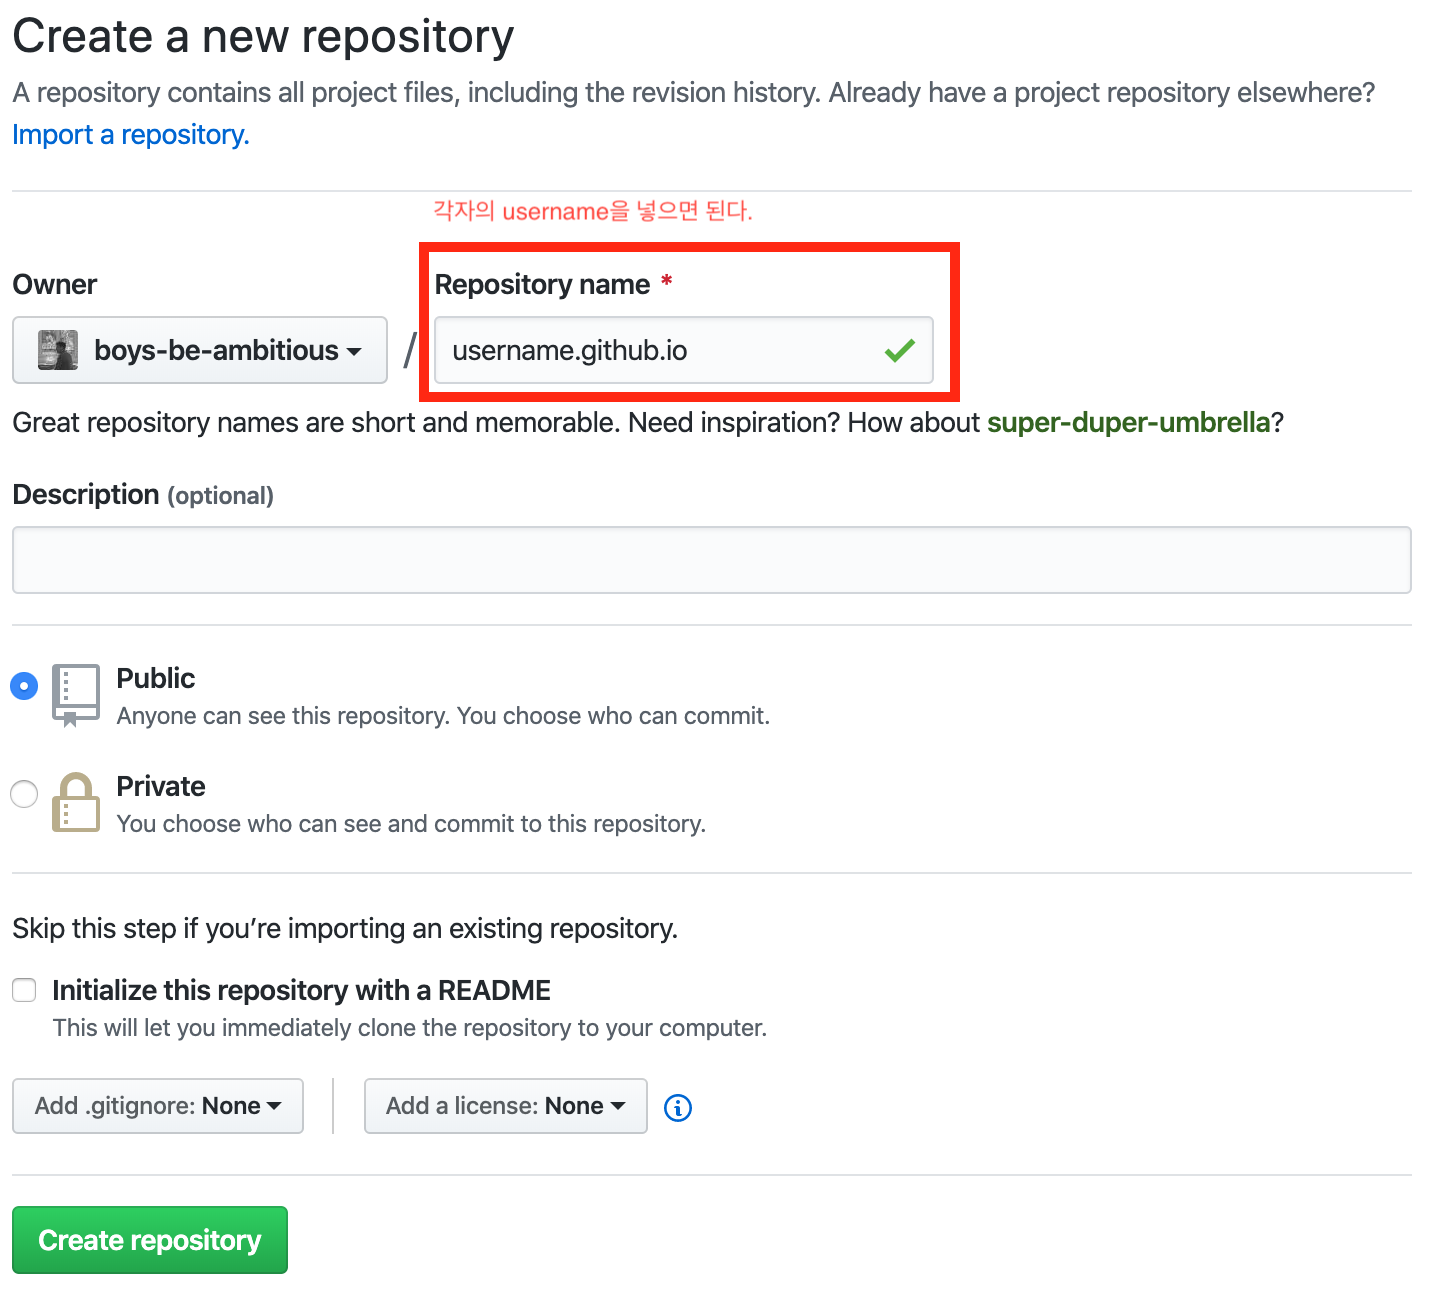 Create a new repository
A repository contains all project files, including the revision history. Already have a project repository elsewhere?
Import a repository.
각자의 username을 넣으면 된다.
Owner
Repository name *
boys-be-ambitious
/
username.github.io
Great repository names are short and memorable. Need inspiration? How about super-duper-umbrella?
Description (optional)
Public
Anyone can see this repository. You choose who can commit.
Private
You choose who can see and commit to this repository.
Skip this step if you’re importing an existing repository.
Initialize this repository with a README
This will let you immediately clone the repository to your computer.
Add .gitignore: None
Add a license: None
Create repository